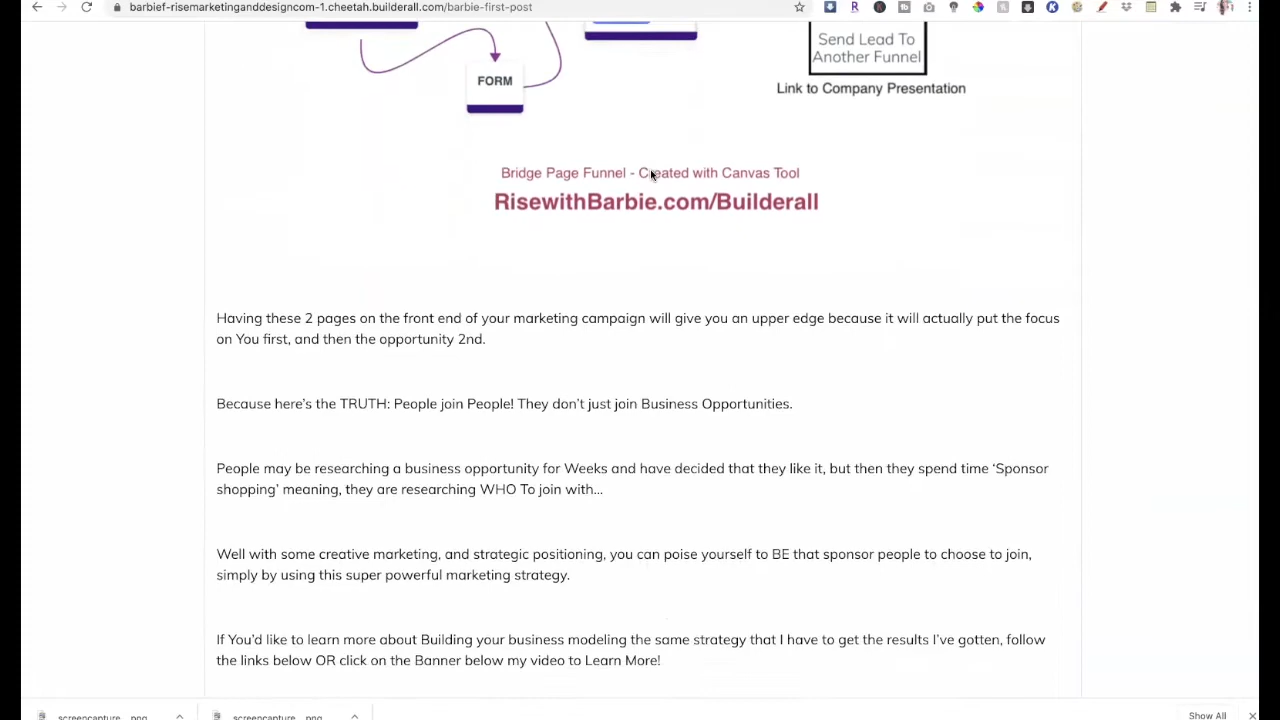 barbief-risemarketinganddesigncom-1.cheetah.builderall.com/barbie-first-post
Send Lead To
Another Funnel
FORM
Link to Company Presentation
Bridge Page Funnel - Created with Canvas Tool
RisewithBarbie.com/Builderall
Having these 2 pages on the front end of your marketing campaign will give you an upper edge because it will actually put the focus
on You first, and then the opportunity 2nd.
Because here’s the TRUTH: People join People! They don’t just join Business Opportunities.
People may be researching a business opportunity for Weeks and have decided that they like it, but then they spend time ‘Sponsor
shopping’ meaning, they are researching WHO To join with...
Well with some creative marketing, and strategic positioning, you can poise yourself to BE that sponsor people to choose to join,
simply by using this super powerful marketing strategy.
If You’d like to learn more about Building your business modeling the same strategy that I have to get the results I’ve gotten, follow
the links below OR click on the Banner below my video to Learn More!
screencapture....png
screencapture....png
Show All